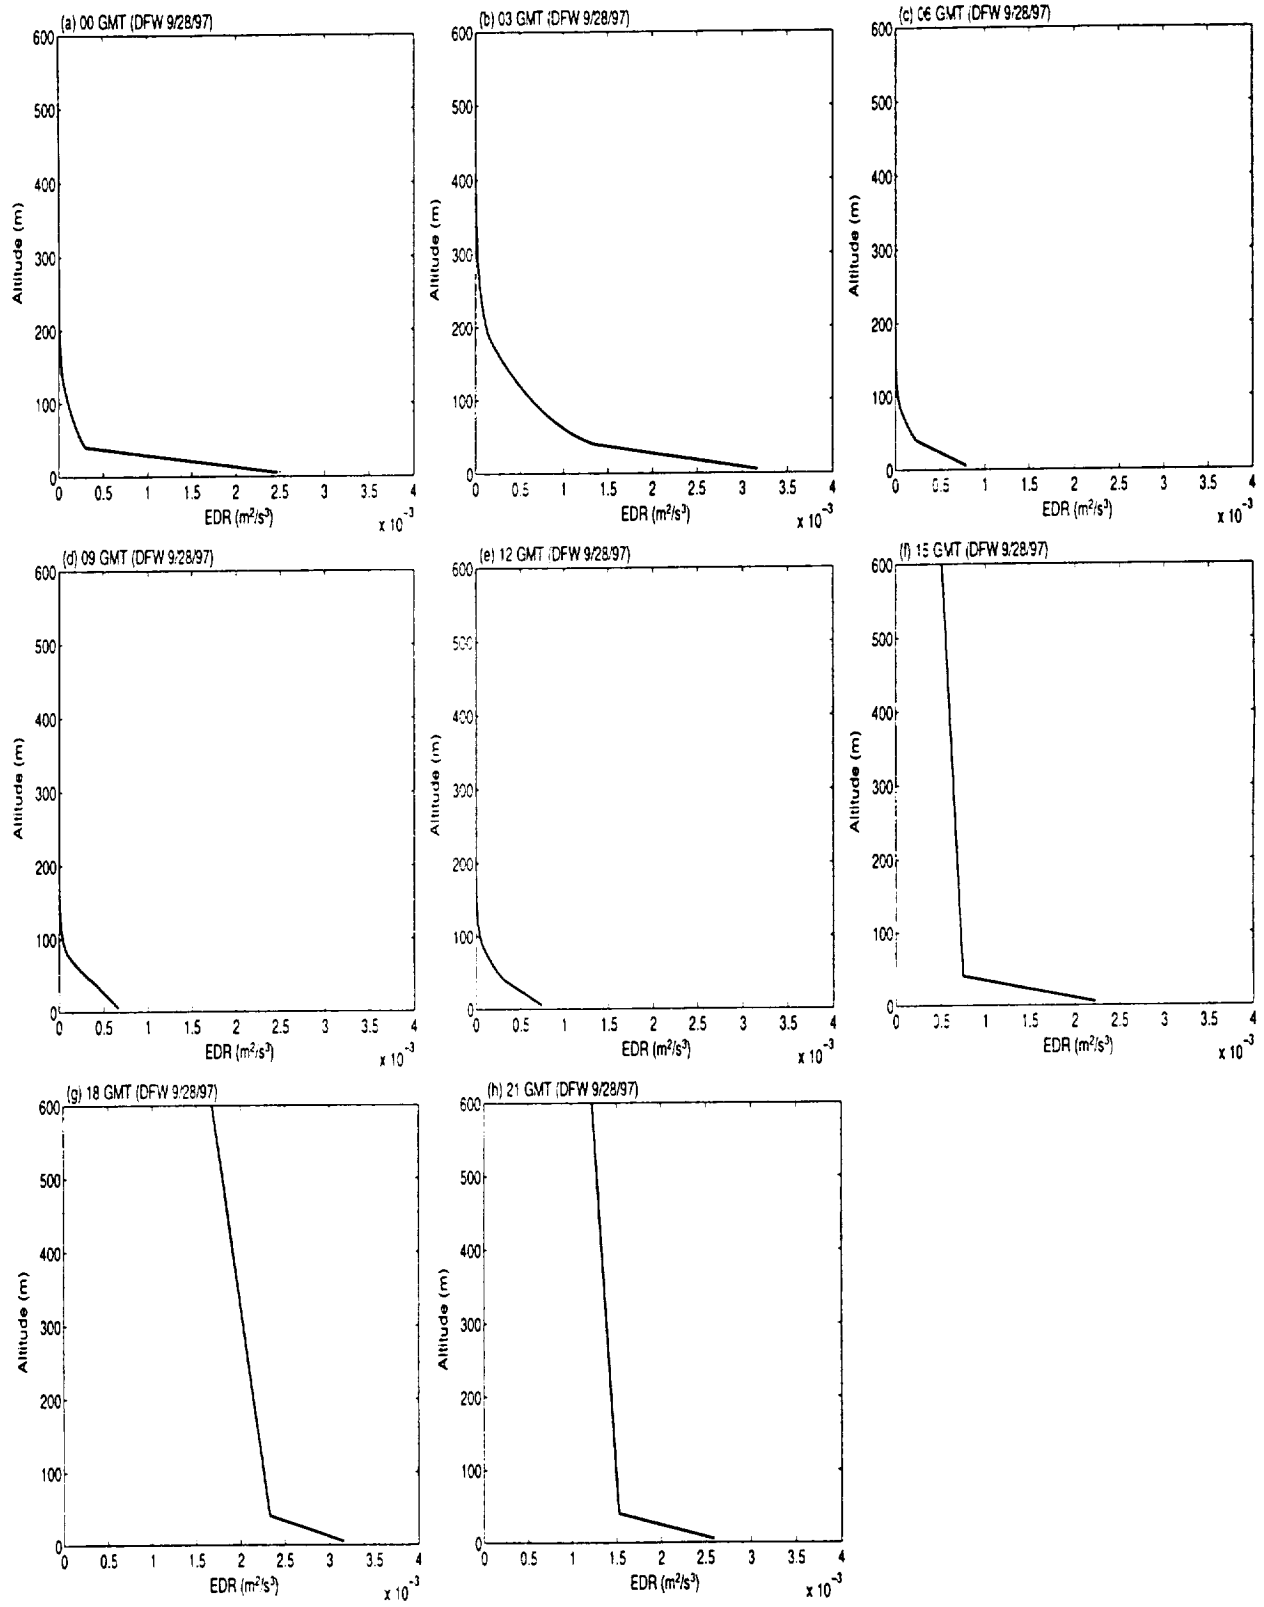 (a) 00 GMT (DFW 9/28/97)
600
500
400
300
200
100
0
Altitude (m)
0 0.5 1 1.5 2 2.5 3 3.5 4
EDR (m²/s³)
x 10⁻³
(b) 03 GMT (DFW 9/28/97)
600
500
400
300
200
100
0
Altitude (m)
0 0.5 1 1.5 2 2.5 3 3.5 4
EDR (m²/s³)
x 10⁻³
(c) 06 GMT (DFW 9/28/97)
600
500
400
300
200
100
0
Altitude (m)
0 0.5 1 1.5 2 2.5 3 3.5 4
EDR (m²/s³)
x 10⁻³
(d) 09 GMT (DFW 9/28/97)
600
500
400
300
200
100
0
Altitude (m)
0 0.5 1 1.5 2 2.5 3 3.5 4
EDR (m²/s³)
x 10⁻³
(e) 12 GMT (DFW 9/28/97)
600
500
400
300
200
100
0
Altitude (m)
0 0.5 1 1.5 2 2.5 3 3.5 4
EDR (m²/s³)
x 10⁻³
(f) 15 GMT (DFW 9/28/97)
600
500
400
300
200
100
0
Altitude (m)
0 0.5 1 1.5 2 2.5 3 3.5 4
EDR (m²/s³)
x 10⁻³
(g) 18 GMT (DFW 9/28/97)
600
500
400
300
200
100
0
Altitude (m)
0 0.5 1 1.5 2 2.5 3 3.5 4
EDR (m²/s³)
x 10⁻³
(h) 21 GMT (DFW 9/28/97)
600
500
400
300
200
100
0
Altitude (m)
0 0.5 1 1.5 2 2.5 3 3.5 4
EDR (m²/s³)
x 10⁻³